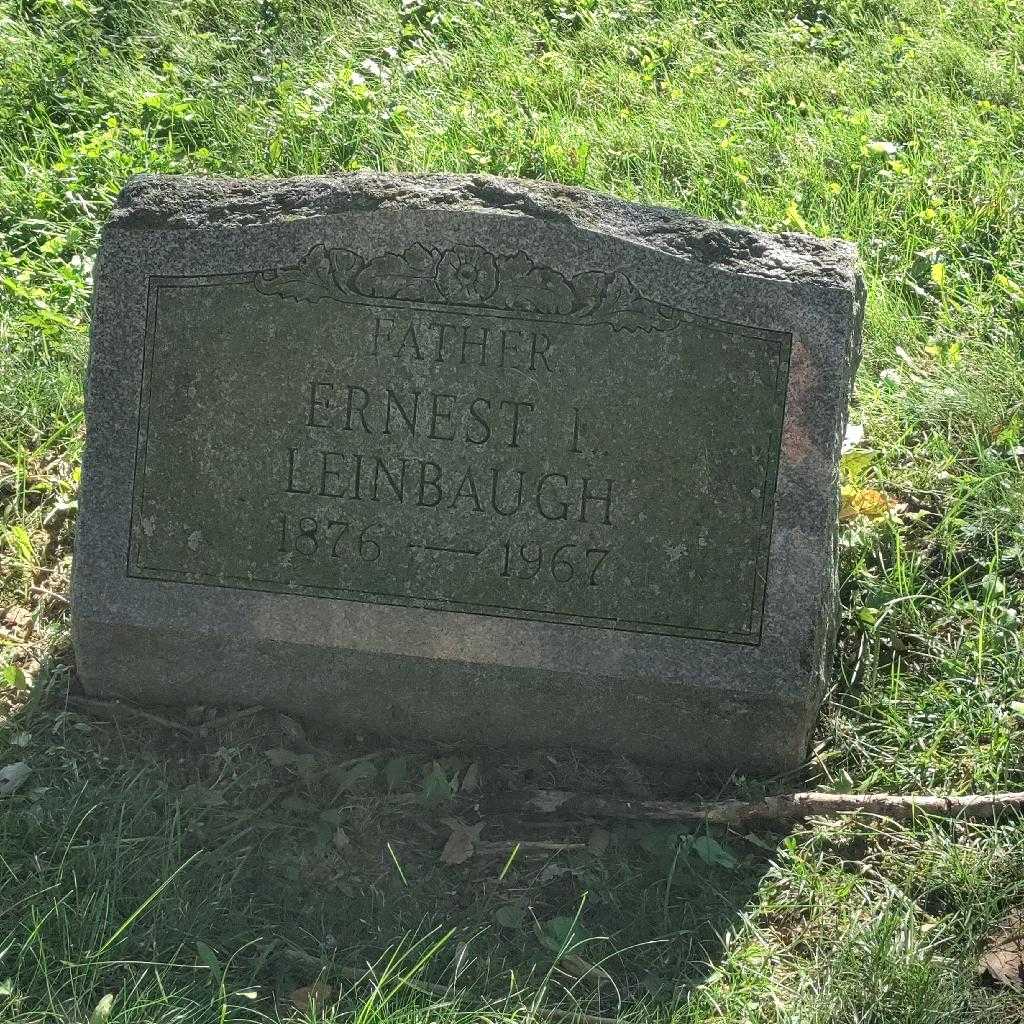 FATHER
ERNEST I.
LEINBAUGH
1876 — 1967